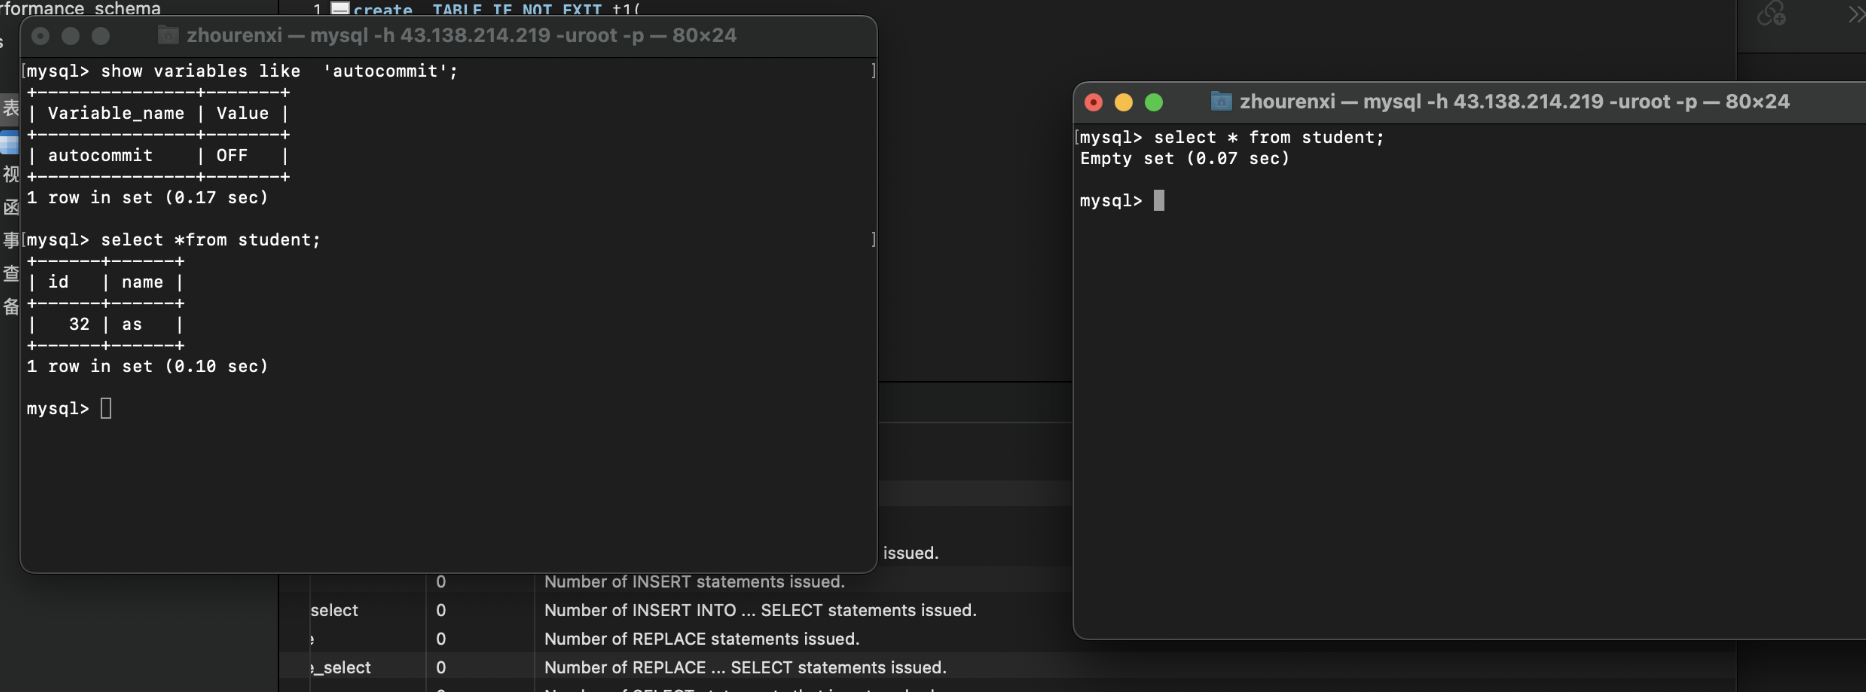 rformance_schema
1 create TABLE IF NOT EXIT t1(
s
表
视
函
事
查
备
zhourenxi — mysql -h 43.138.214.219 -uroot -p — 80×24
[mysql> show variables like  'autocommit'; ]
+---------------+-------+
| Variable_name | Value |
+---------------+-------+
| autocommit    | OFF   |
+---------------+-------+
1 row in set (0.17 sec)
[mysql> select *from student; ]
+------+------+
| id   | name |
+------+------+
|   32 | as   |
+------+------+
1 row in set (0.10 sec)
mysql>
zhourenxi — mysql -h 43.138.214.219 -uroot -p — 80×24
[mysql> select * from student;
Empty set (0.07 sec)
mysql>
issued.
0 Number of INSERT statements issued.
select 0 Number of INSERT INTO ... SELECT statements issued.
e 0 Number of REPLACE statements issued.
e_select 0 Number of REPLACE ... SELECT statements issued.